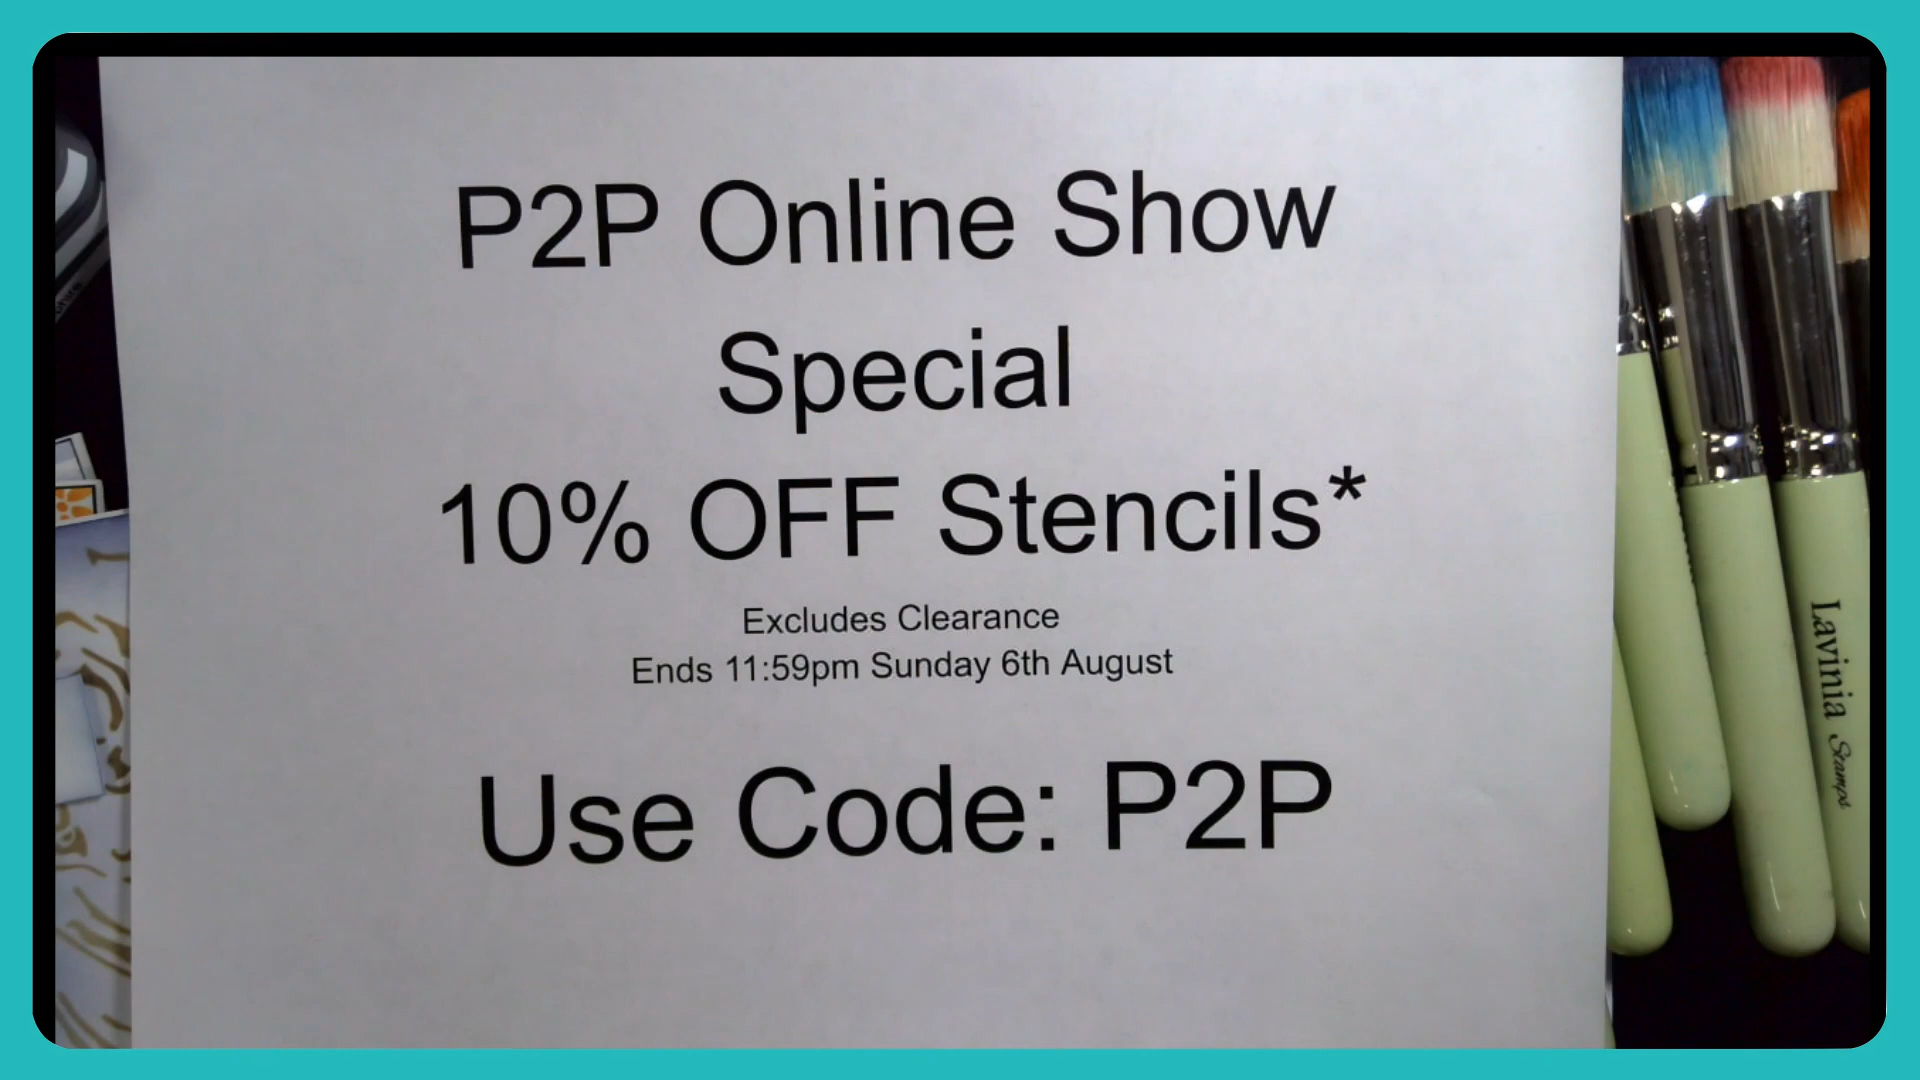 P2P Online Show
Special
10% OFF Stencils*
Excludes Clearance
Ends 11:59pm Sunday 6th August
Use Code: P2P
Lavinia Stamps